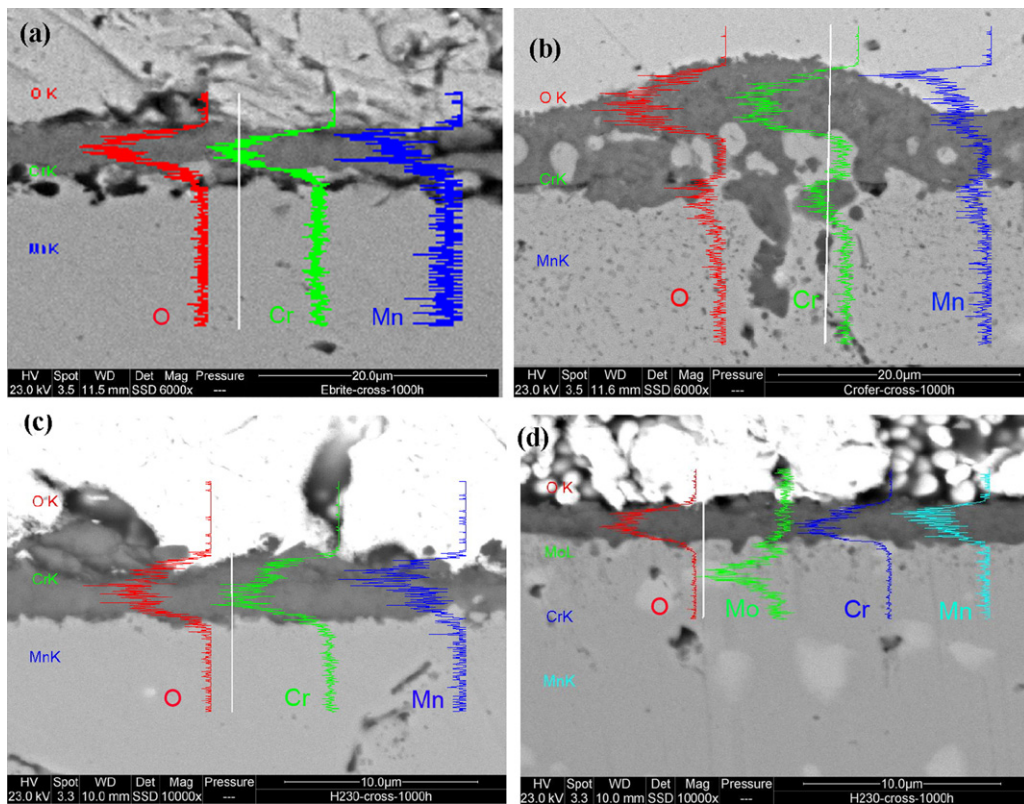 (a)
O K
CrK
Mn K
O
Cr
Mn
HV Spot WD Det Mag Pressure 20.0µm
23.0 kV 3.5 11.5 mm SSD 6000x --- Ebrite-cross-1000h
(b)
O K
CrK
MnK
O
Cr
Mn
HV Spot WD Det Mag Pressure 20.0µm
23.0 kV 3.5 11.6 mm SSD 6000x --- Crofer-cross-1000h
(c)
O K
CrK
MnK
O
Cr
Mn
HV Spot WD Det Mag Pressure 10.0µm
23.0 kV 3.3 10.0 mm SSD 10000x --- H230-cross-1000h
(d)
O K
MoL
CrK
MnK
O
Mo
Cr
Mn
HV Spot WD Det Mag Pressure 10.0µm
23.0 kV 3.3 10.0 mm SSD 10000x --- H230-cross-1000h